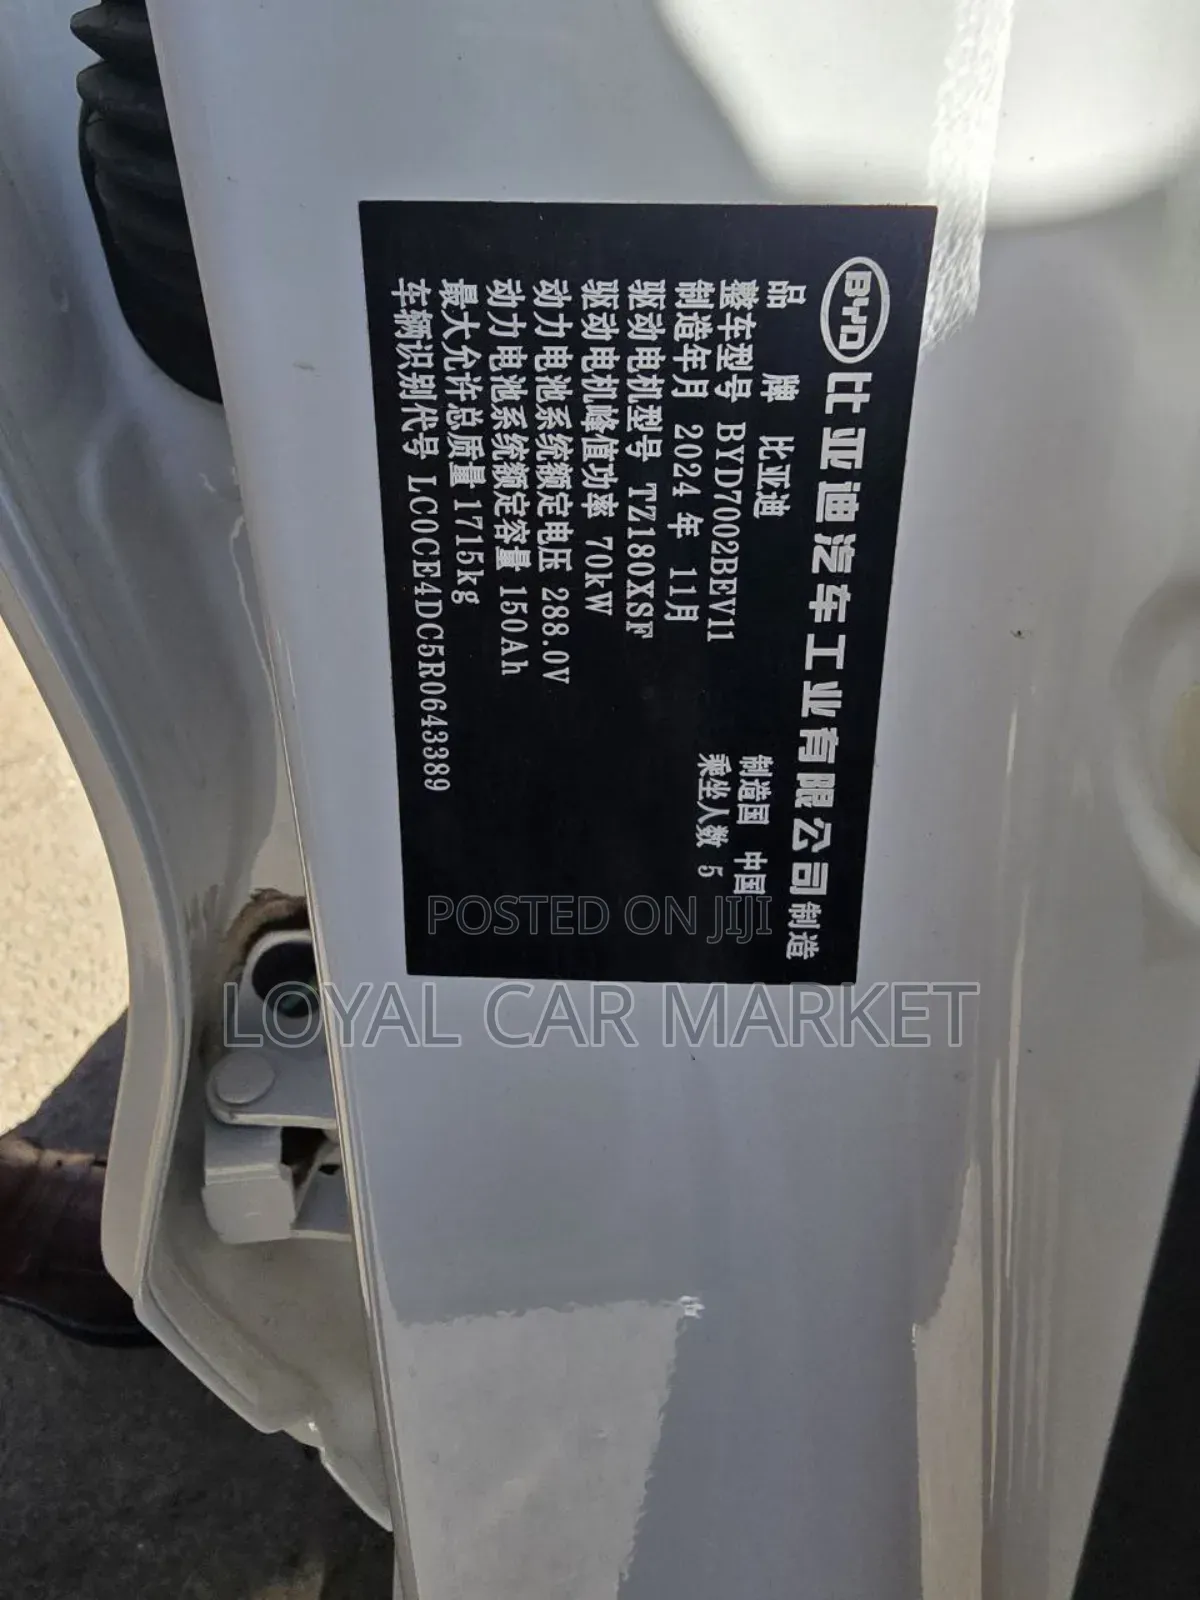 BYD 比亚迪汽车工业有限公司 制造
品 牌 比亚迪 制造国 中国
整车型号 BYD7002BEV11 乘坐人数 5
制造年月 2024 年 11月
驱动电机型号 TZ180XSF
驱动电机峰值功率 70kW
动力电池系统额定电压 288.0V
动力电池系统额定容量 150Ah
最大允许总质量 1715kg
车辆识别代号 LC0CE4DC5R0643389
POSTED ON JIJI
LOYAL CAR MARKET